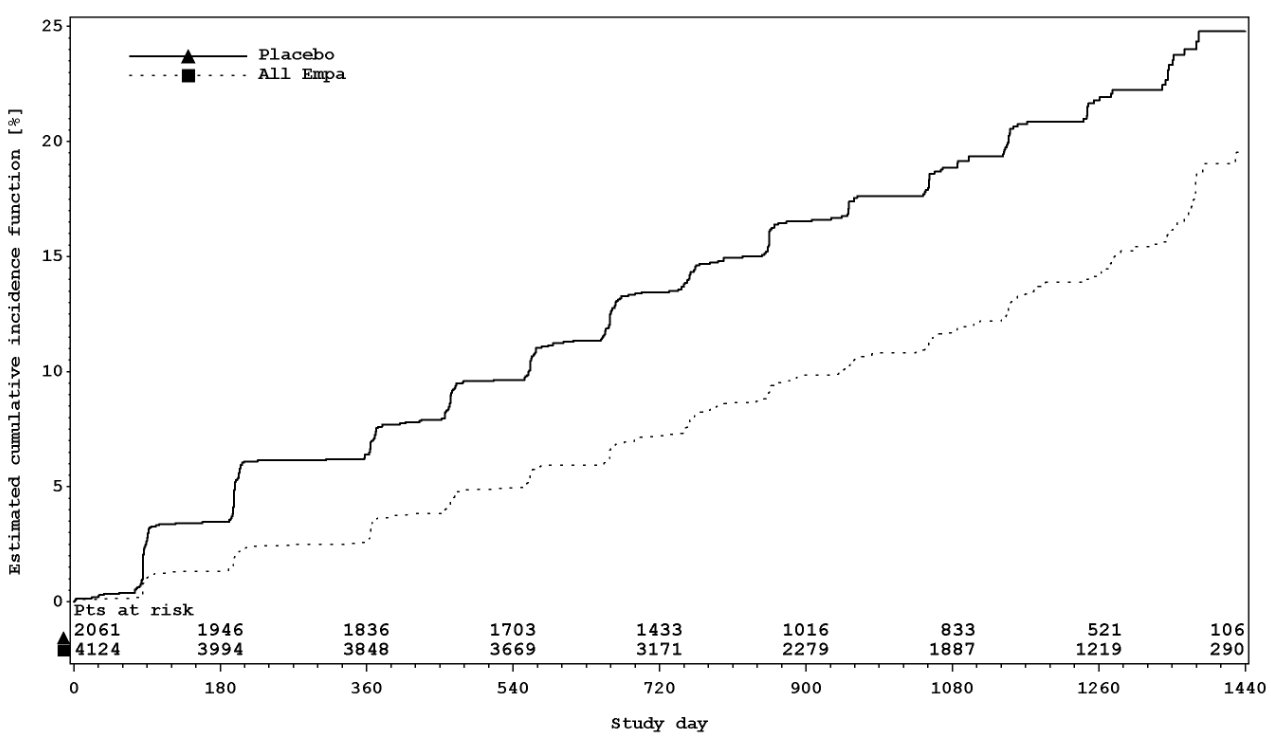 Estimated cumulative incidence function [%]
25
20
15
10
5
0
Placebo
All Empa
Pts at risk
2061 1946 1836 1703 1433 1016 833 521 106
4124 3994 3848 3669 3171 2279 1887 1219 290
0 180 360 540 720 900 1080 1260 1440
Study day